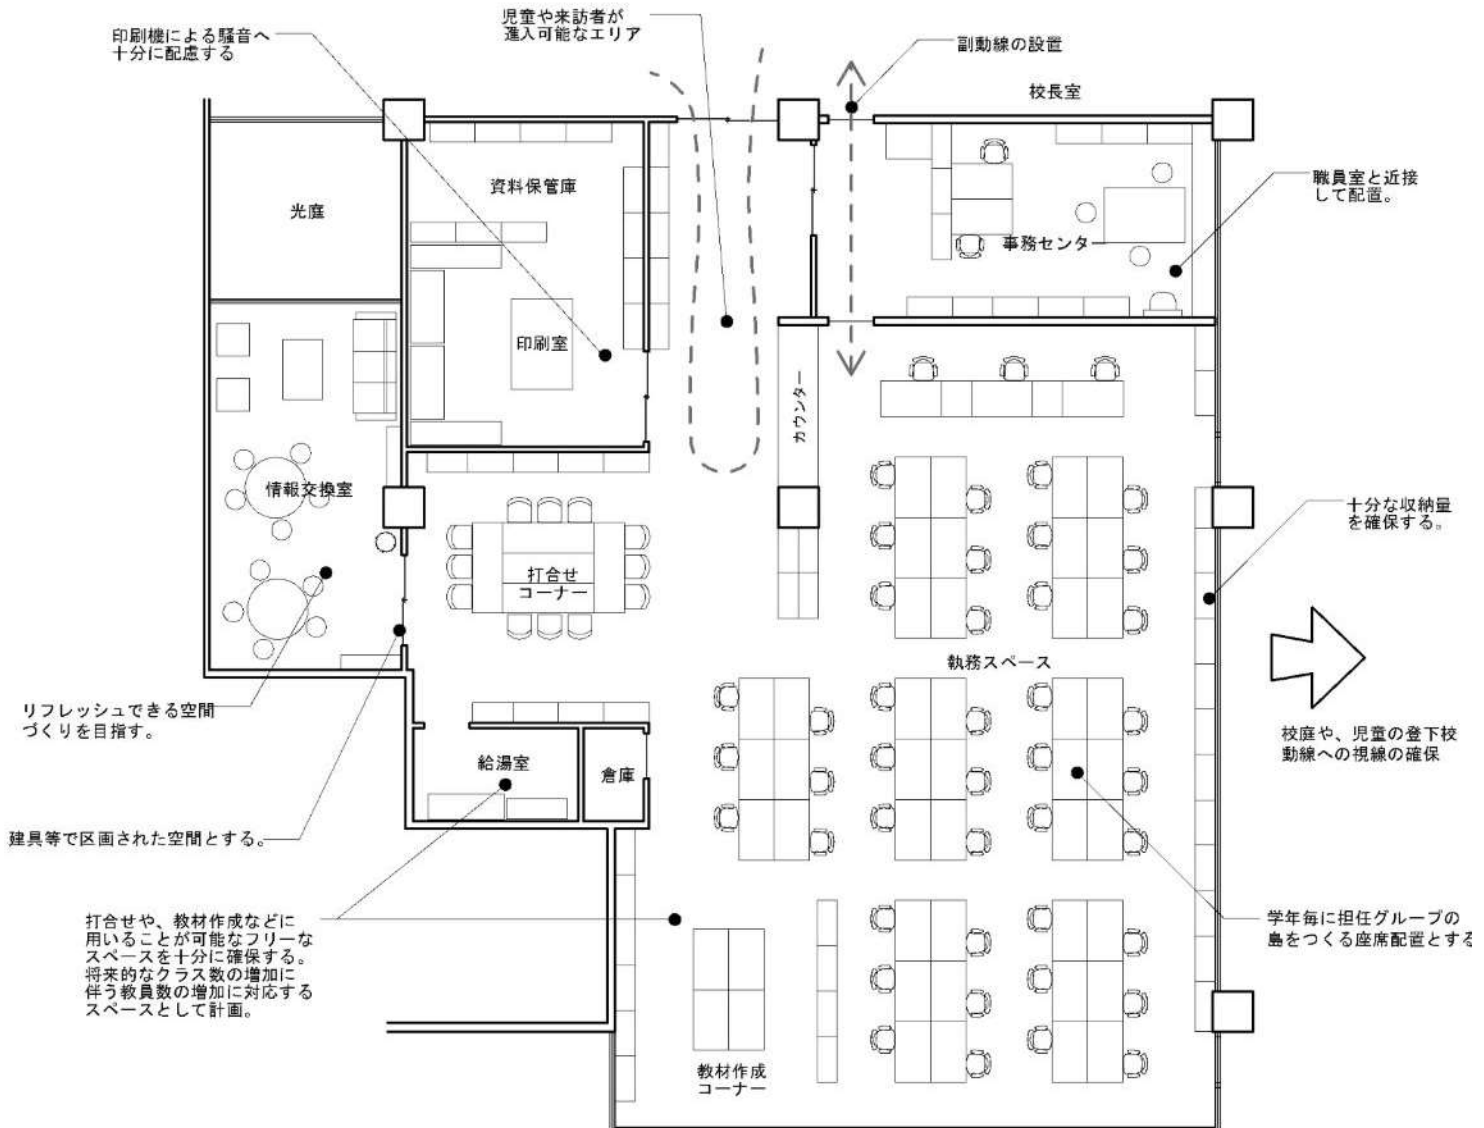 児童や来訪者が
進入可能なエリア
印刷機による騒音へ
十分に配慮する
副動線の設置
校長室
資料保管庫
職員室と近接
して配置。
光庭
事務センター
印刷室
カウンター
情報交換室
十分な収納量
を確保する。
打合せ
コーナー
執務スペース
リフレッシュできる空間
づくりを目指す。
校庭や、児童の登下校
動線への視線の確保
給湯室
倉庫
建具等で区画された空間とする。
打合せや、教材作成などに
用いることが可能なフリーな
スペースを十分に確保する。
将来的なクラス数の増加に
伴う教員数の増加に対応する
スペースとして計画。
学年毎に担任グループの
島をつくる座席配置とする
教材作成
コーナー